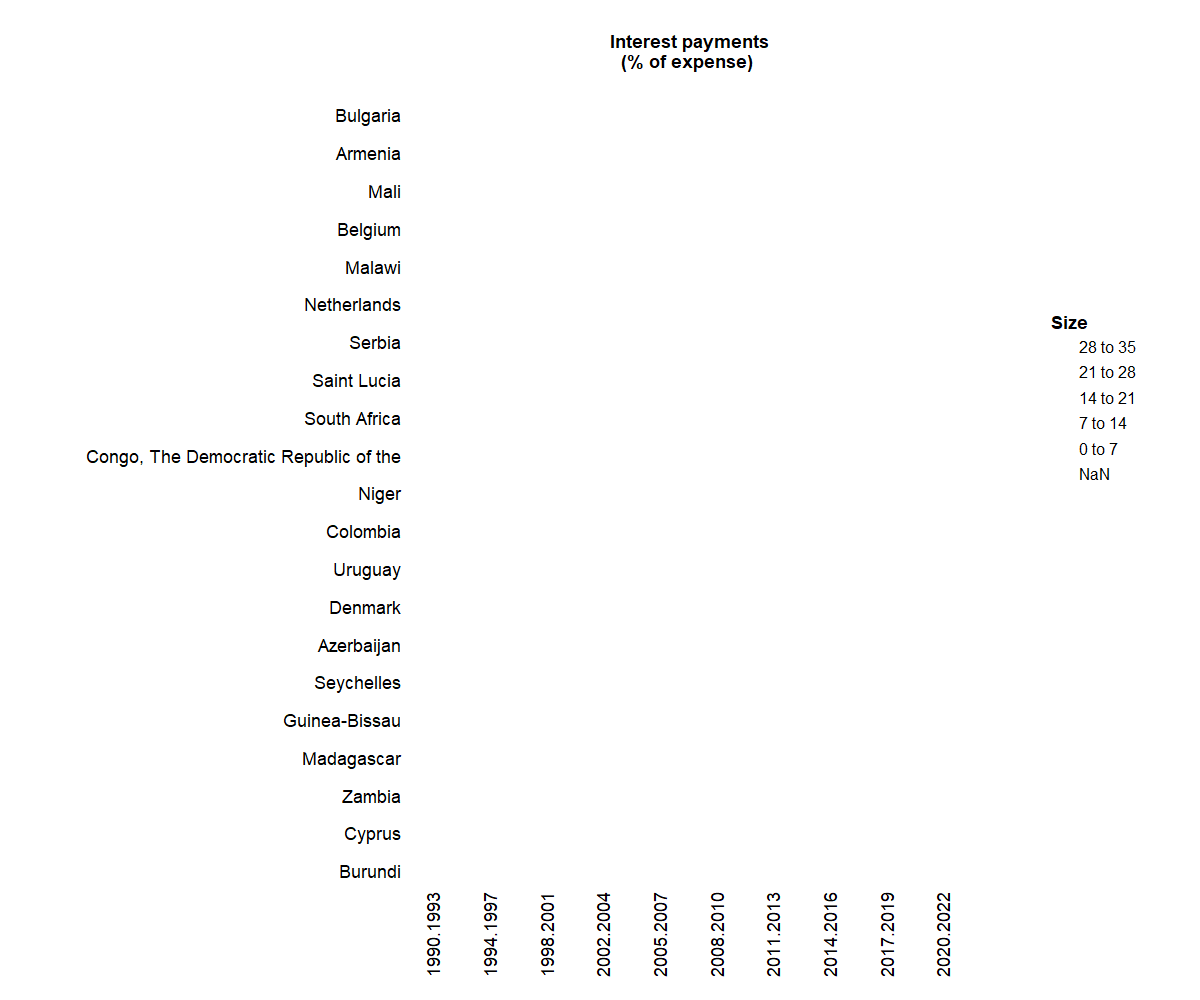 Interest payments
(% of expense)
Bulgaria
Armenia
Mali
Belgium
Malawi
Netherlands
Serbia
Saint Lucia
South Africa
Congo, The Democratic Republic of the
Niger
Colombia
Uruguay
Denmark
Azerbaijan
Seychelles
Guinea-Bissau
Madagascar
Zambia
Cyprus
Burundi
1990.1993
1994.1997
1998.2001
2002.2004
2005.2007
2008.2010
2011.2013
2014.2016
2017.2019
2020.2022
Size
28 to 35
21 to 28
14 to 21
7 to 14
0 to 7
NaN